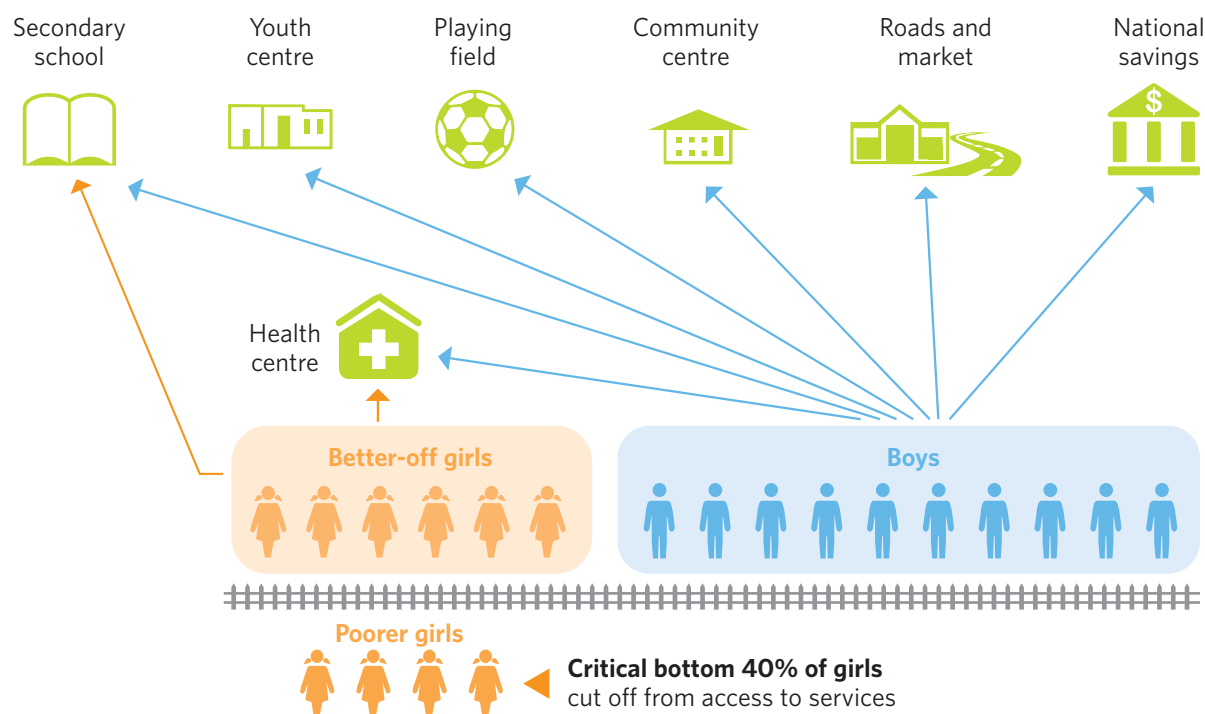 Secondary
school
Youth
centre
Playing
field
Community
centre
Roads and
market
National
savings
$
Health
centre
Better-off girls
Boys
Poorer girls
Critical bottom 40% of girls
cut off from access to services